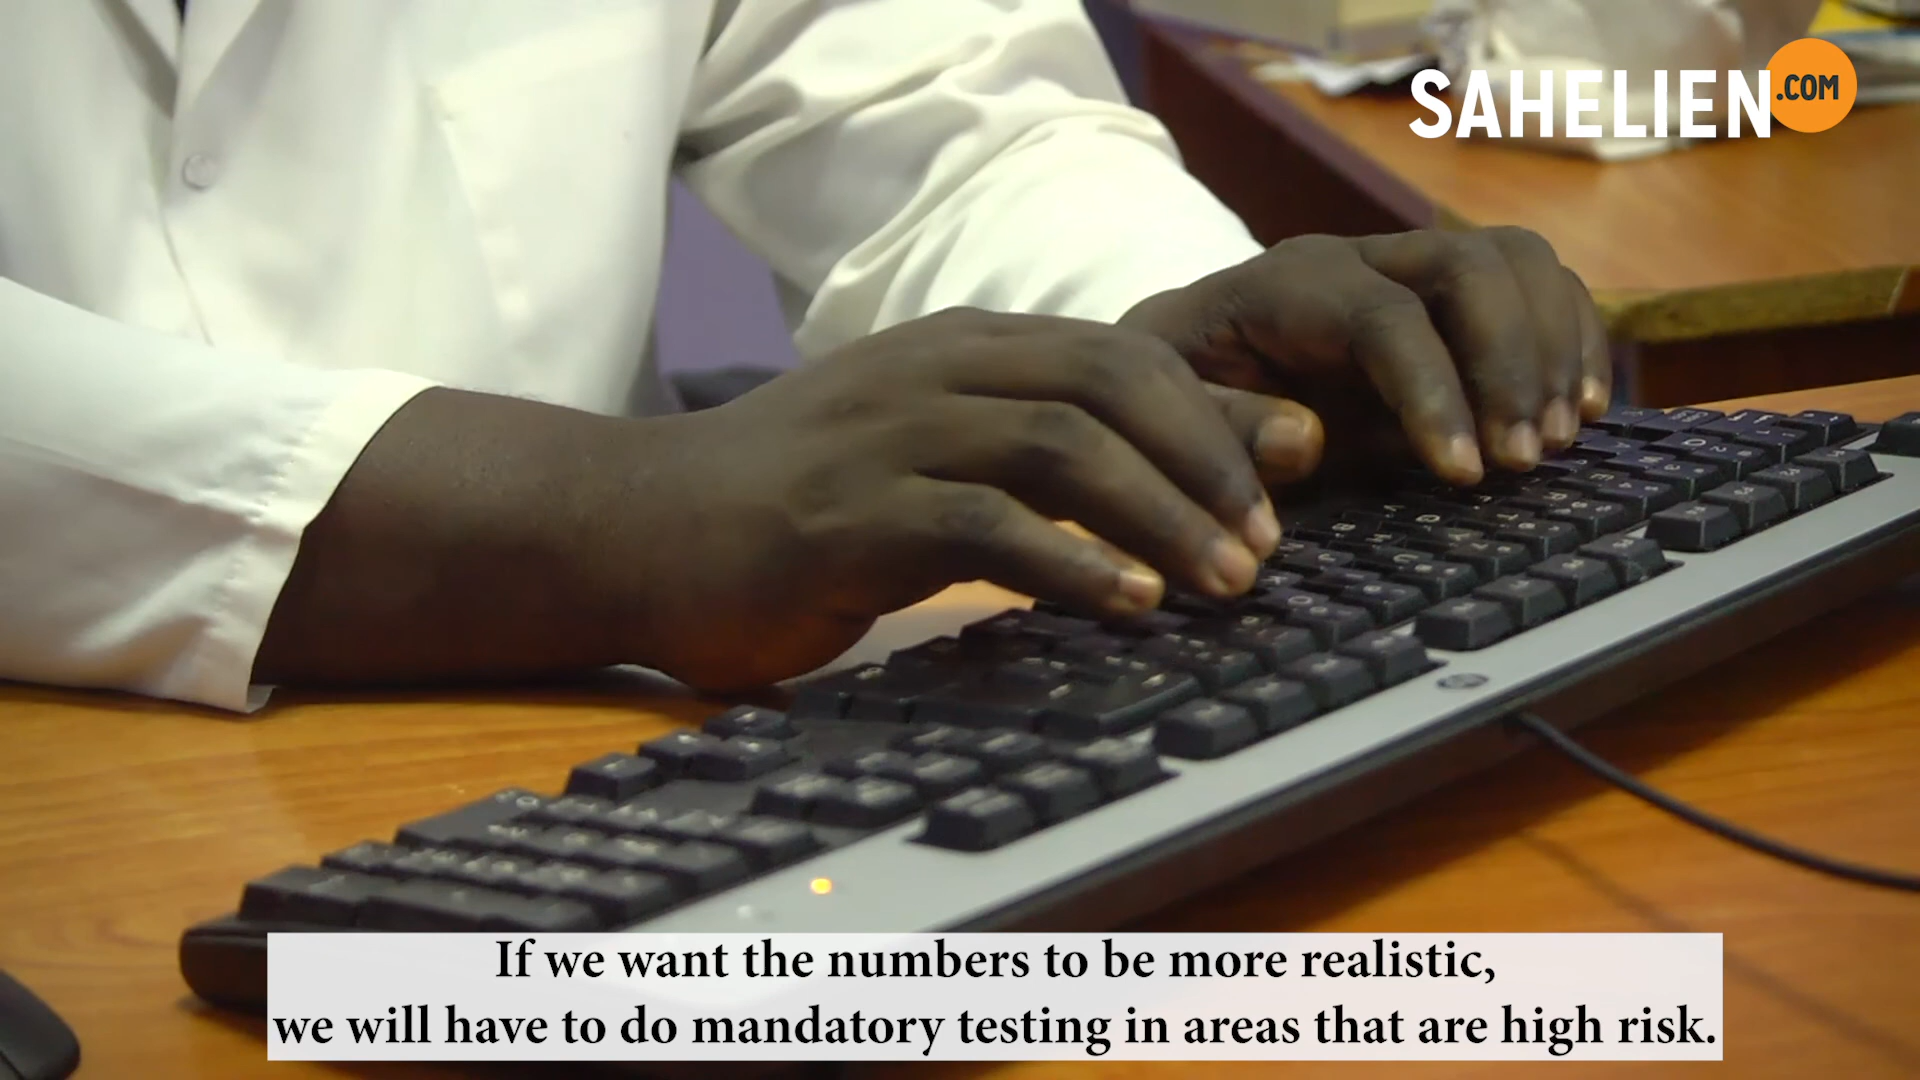 SAHELIEN.COM
If we want the numbers to be more realistic,
we will have to do mandatory testing in areas that are high risk.